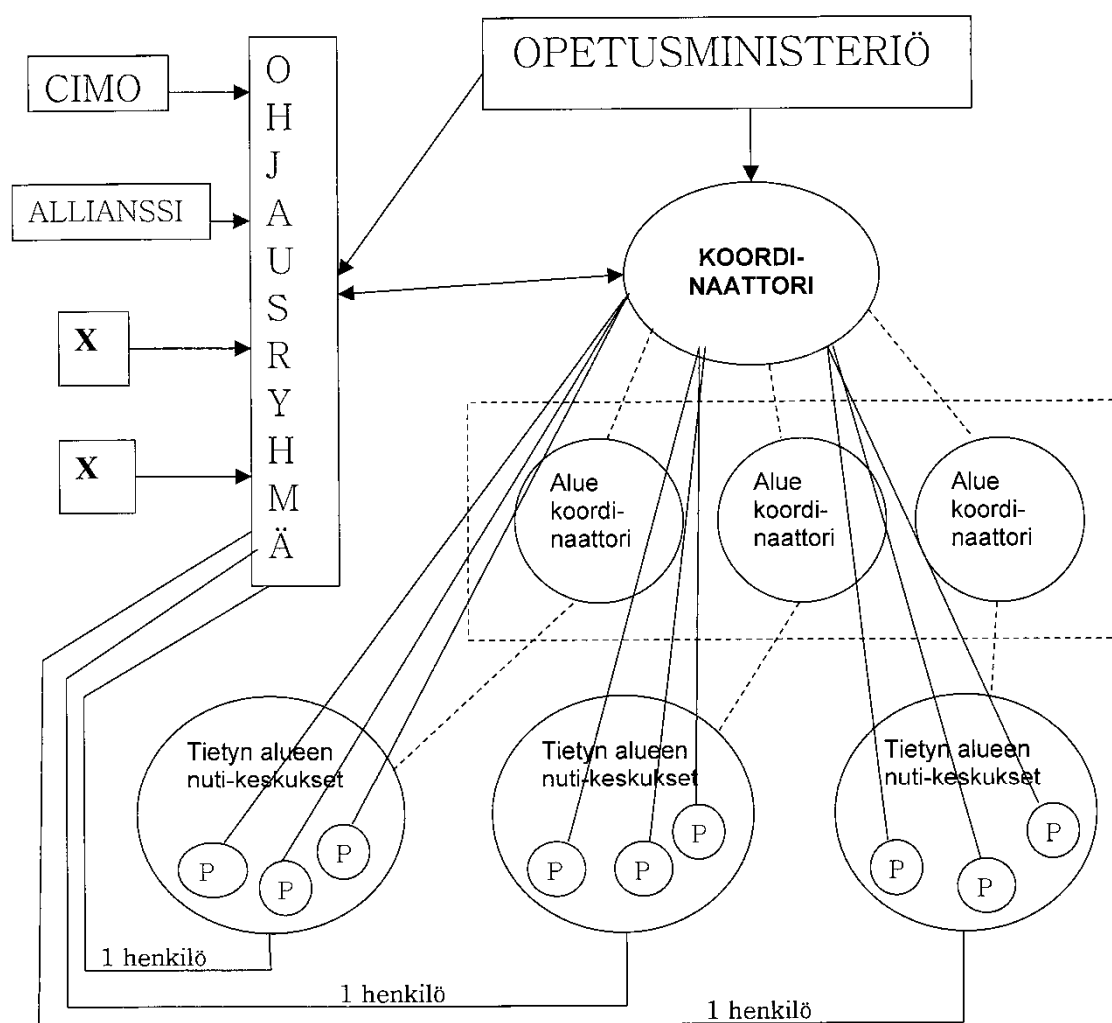 OPETUSMINISTERIÖ
CIMO
ALLIANSSI
X
X
O
H
J
A
U
S
R
Y
H
M
Ä
KOORDI-
NAATTORI
Alue
koordi-
naattori
Alue
koordi-
naattori
Alue
koordi-
naattori
Tietyn alueen
nuti-keskukset
P
P
P
Tietyn alueen
nuti-keskukset
P
P
P
Tietyn alueen
nuti-keskukset
P
P
P
1 henkilö
1 henkilö
1 henkilö